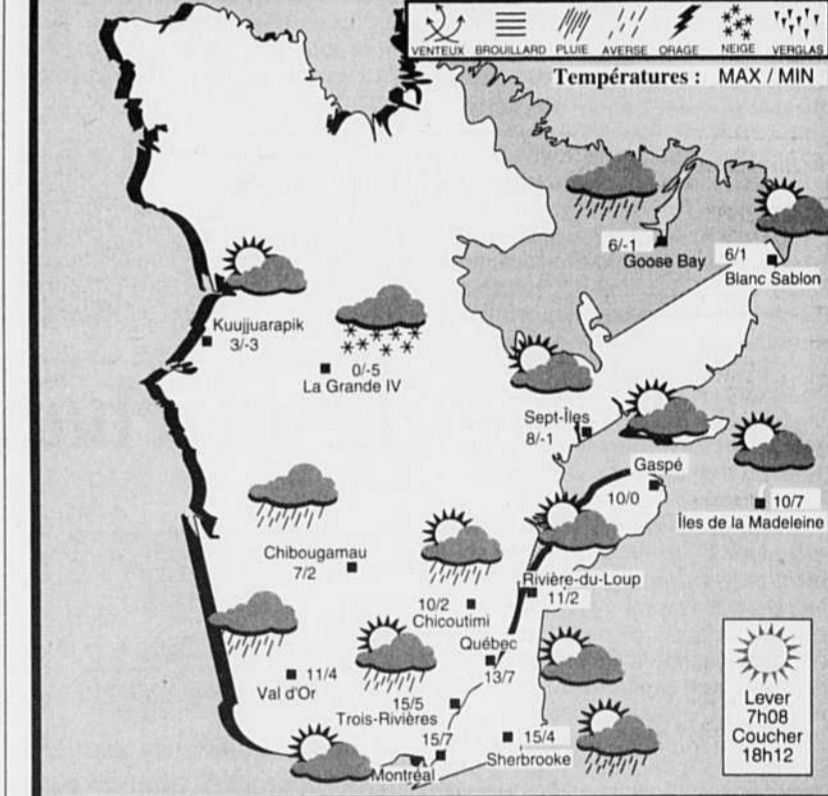 VENTEUX BROUILLARD PLUIE AVERSE ORAGE NEIGE VERGLAS
Températures : MAX / MIN
6/-1
Goose Bay
6/1
Blanc Sablon
Kuujjuarapik
3/-3
0/-5
La Grande IV
Sept-Îles
8/-1
Gaspé
10/0
10/7
Îles de la Madeleine
Chibougamau
7/2
Rivière-du-Loup
11/2
10/2
Chicoutimi
Québec
13/7
11/4
Val d'Or
15/5
Trois-Rivières
15/7
Montréal
15/4
Sherbrooke
Lever
7h08
Coucher
18h12